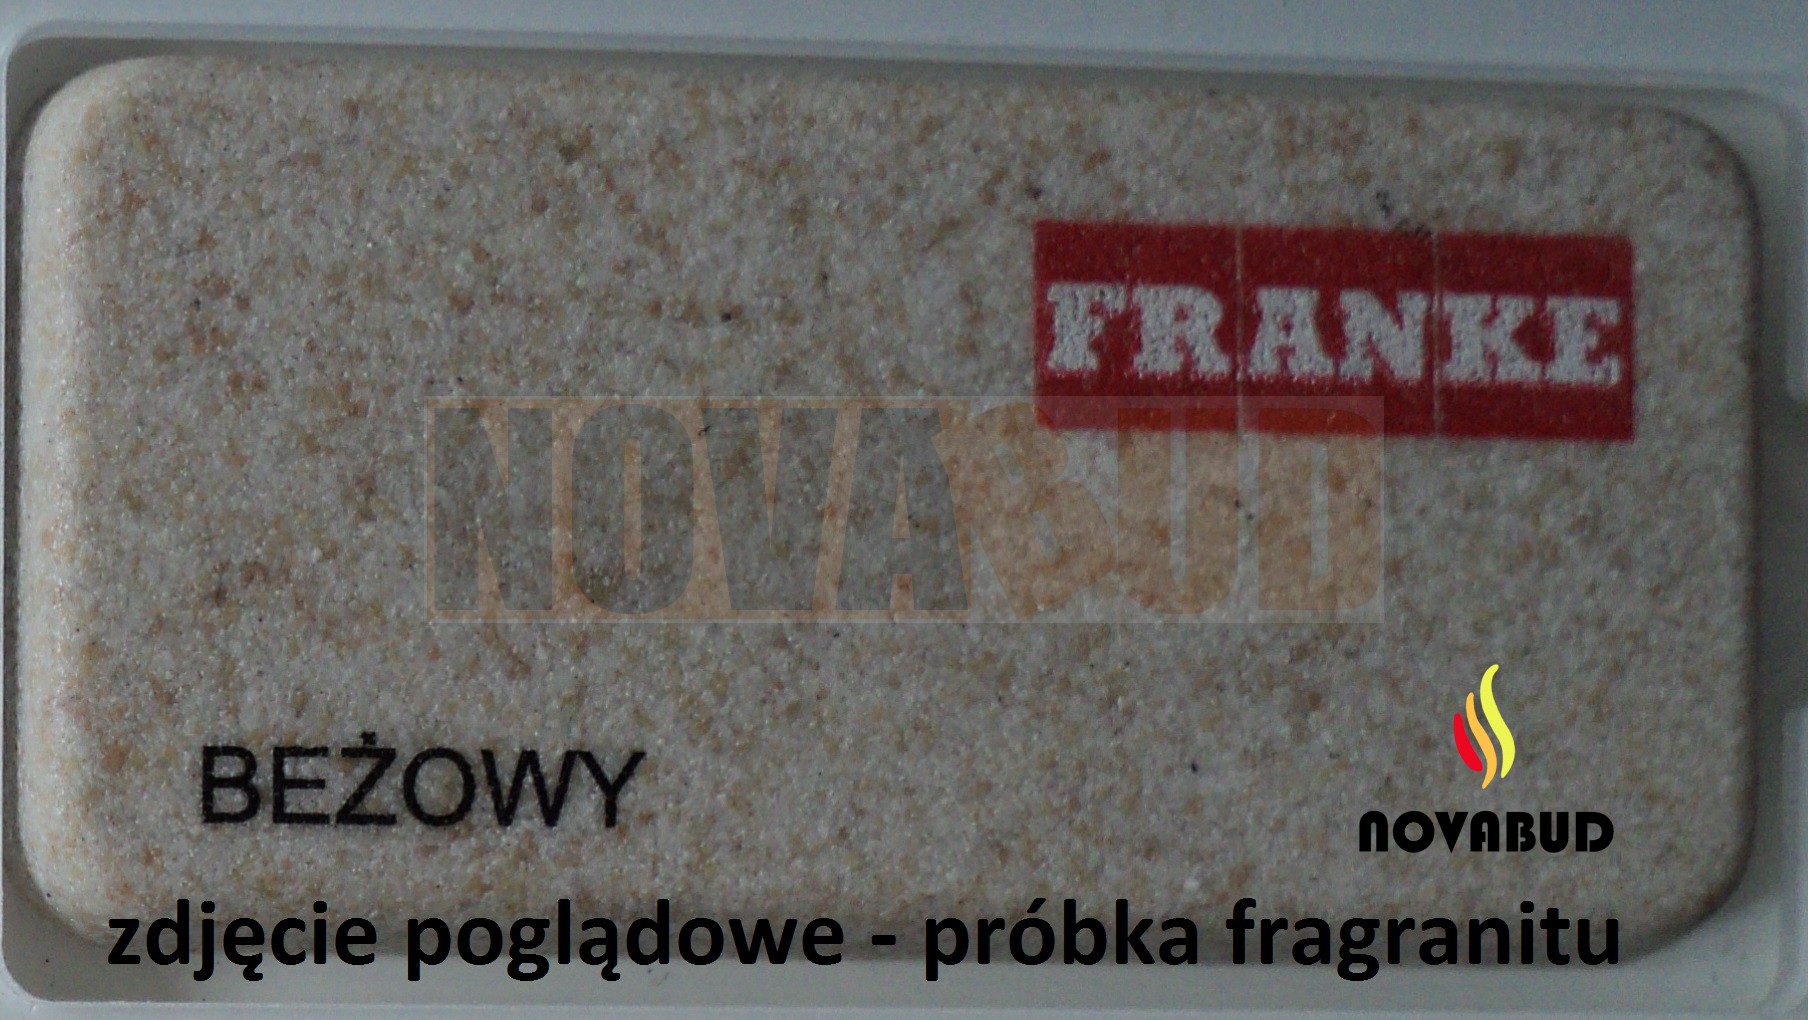 FRANKE
NOVABUD
BEŻOWY
NOVABUD
zdjęcie poglądowe - próbka fragranitu